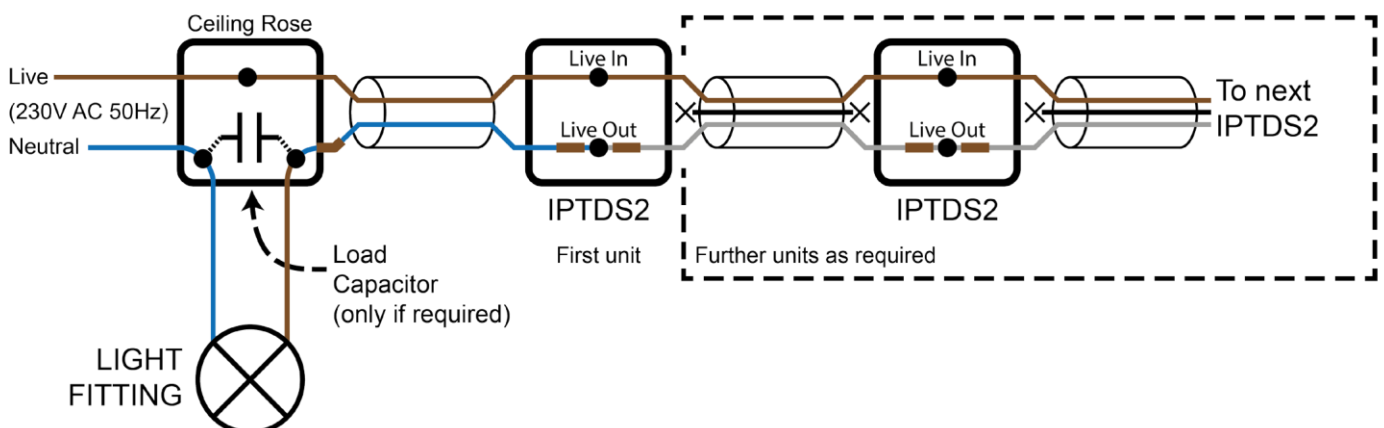 Ceiling Rose
Live
(230V AC 50Hz)
Neutral
Live In
Live Out
IPTDS2
First unit
Live In
Live Out
IPTDS2
Further units as required
To next
IPTDS2
Load
Capacitor
(only if required)
LIGHT
FITTING